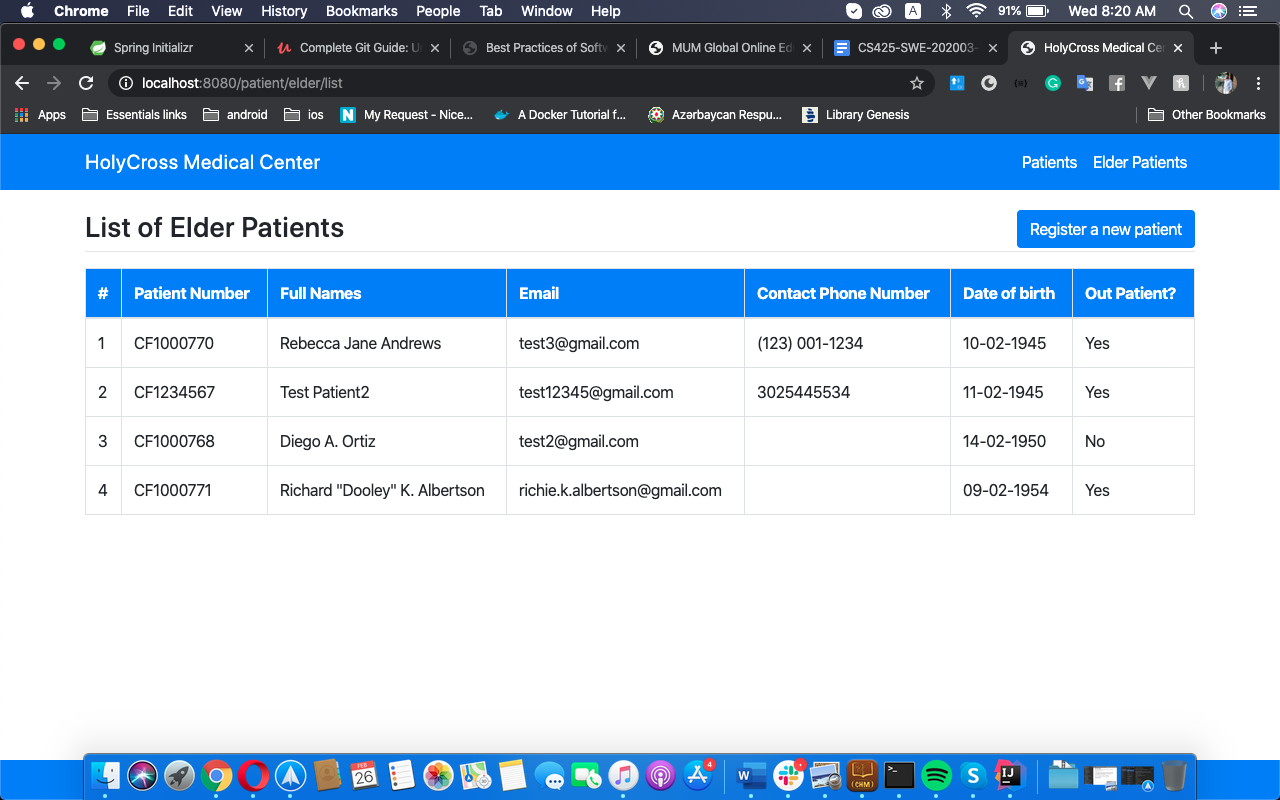 Chrome File Edit View History Bookmarks People Tab Window Help A 91% Wed 8:20 AM
Spring Initializr Complete Git Guide: U Best Practices of Softw MUM Global Online Ed CS425-SWE-202003- HolyCross Medical Ce
localhost:8080/patient/elder/list
Apps Essentials links android ios N My Request - Nice... A Docker Tutorial f... Azərbaycan Respu... Library Genesis Other Bookmarks
HolyCross Medical Center Patients Elder Patients
List of Elder Patients Register a new patient
# Patient Number Full Names Email Contact Phone Number Date of birth Out Patient?
1 CF1000770 Rebecca Jane Andrews test3@gmail.com (123) 001-1234 10-02-1945 Yes
2 CF1234567 Test Patient2 test12345@gmail.com 3025445534 11-02-1945 Yes
3 CF1000768 Diego A. Ortiz test2@gmail.com 14-02-1950 No
4 CF1000771 Richard "Dooley" K. Albertson richie.k.albertson@gmail.com 09-02-1954 Yes
FEB 26 4 W CHM S IJ